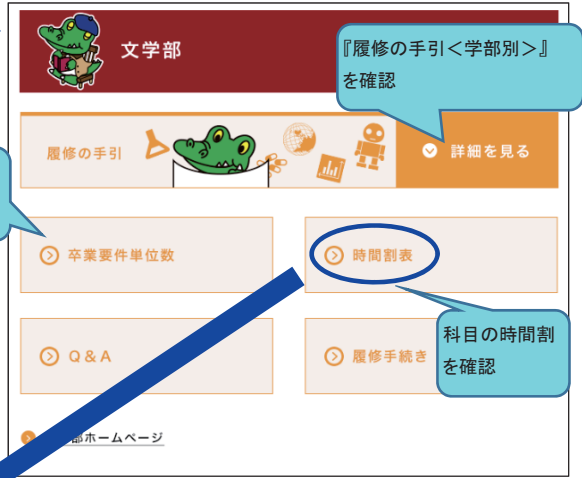 文学部
『履修の手引<学部別>』
を確認
履修の手引
詳細を見る
卒業要件単位数
時間割表
科目の時間割
を確認
Q&A
履修手続き
部ホームページ